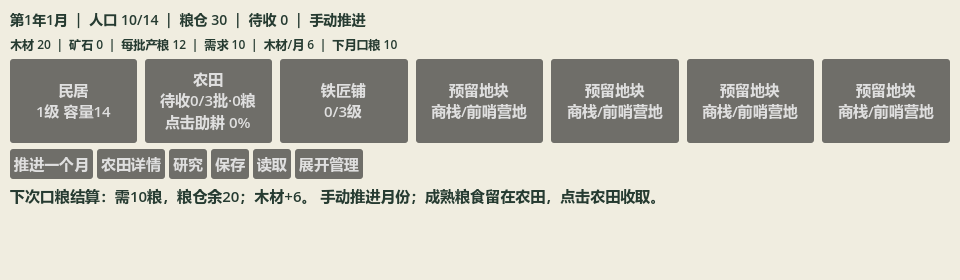 第1年1月 | 人口 10/14 | 粮仓 30 | 待收 0 | 手动推进
木材 20 | 矿石 0 | 每批产粮 12 | 需求 10 | 木材/月 6 | 下月口粮 10
民居
1级 容量14
农田
待收0/3批·0粮
点击助耕 0%
铁匠铺
0/3级
预留地块
商栈/前哨营地
预留地块
商栈/前哨营地
预留地块
商栈/前哨营地
预留地块
商栈/前哨营地
推进一个月 农田详情 研究 保存 读取 展开管理
下次口粮结算：需10粮，粮仓余20；木材+6。 手动推进月份；成熟粮食留在农田，点击农田收取。